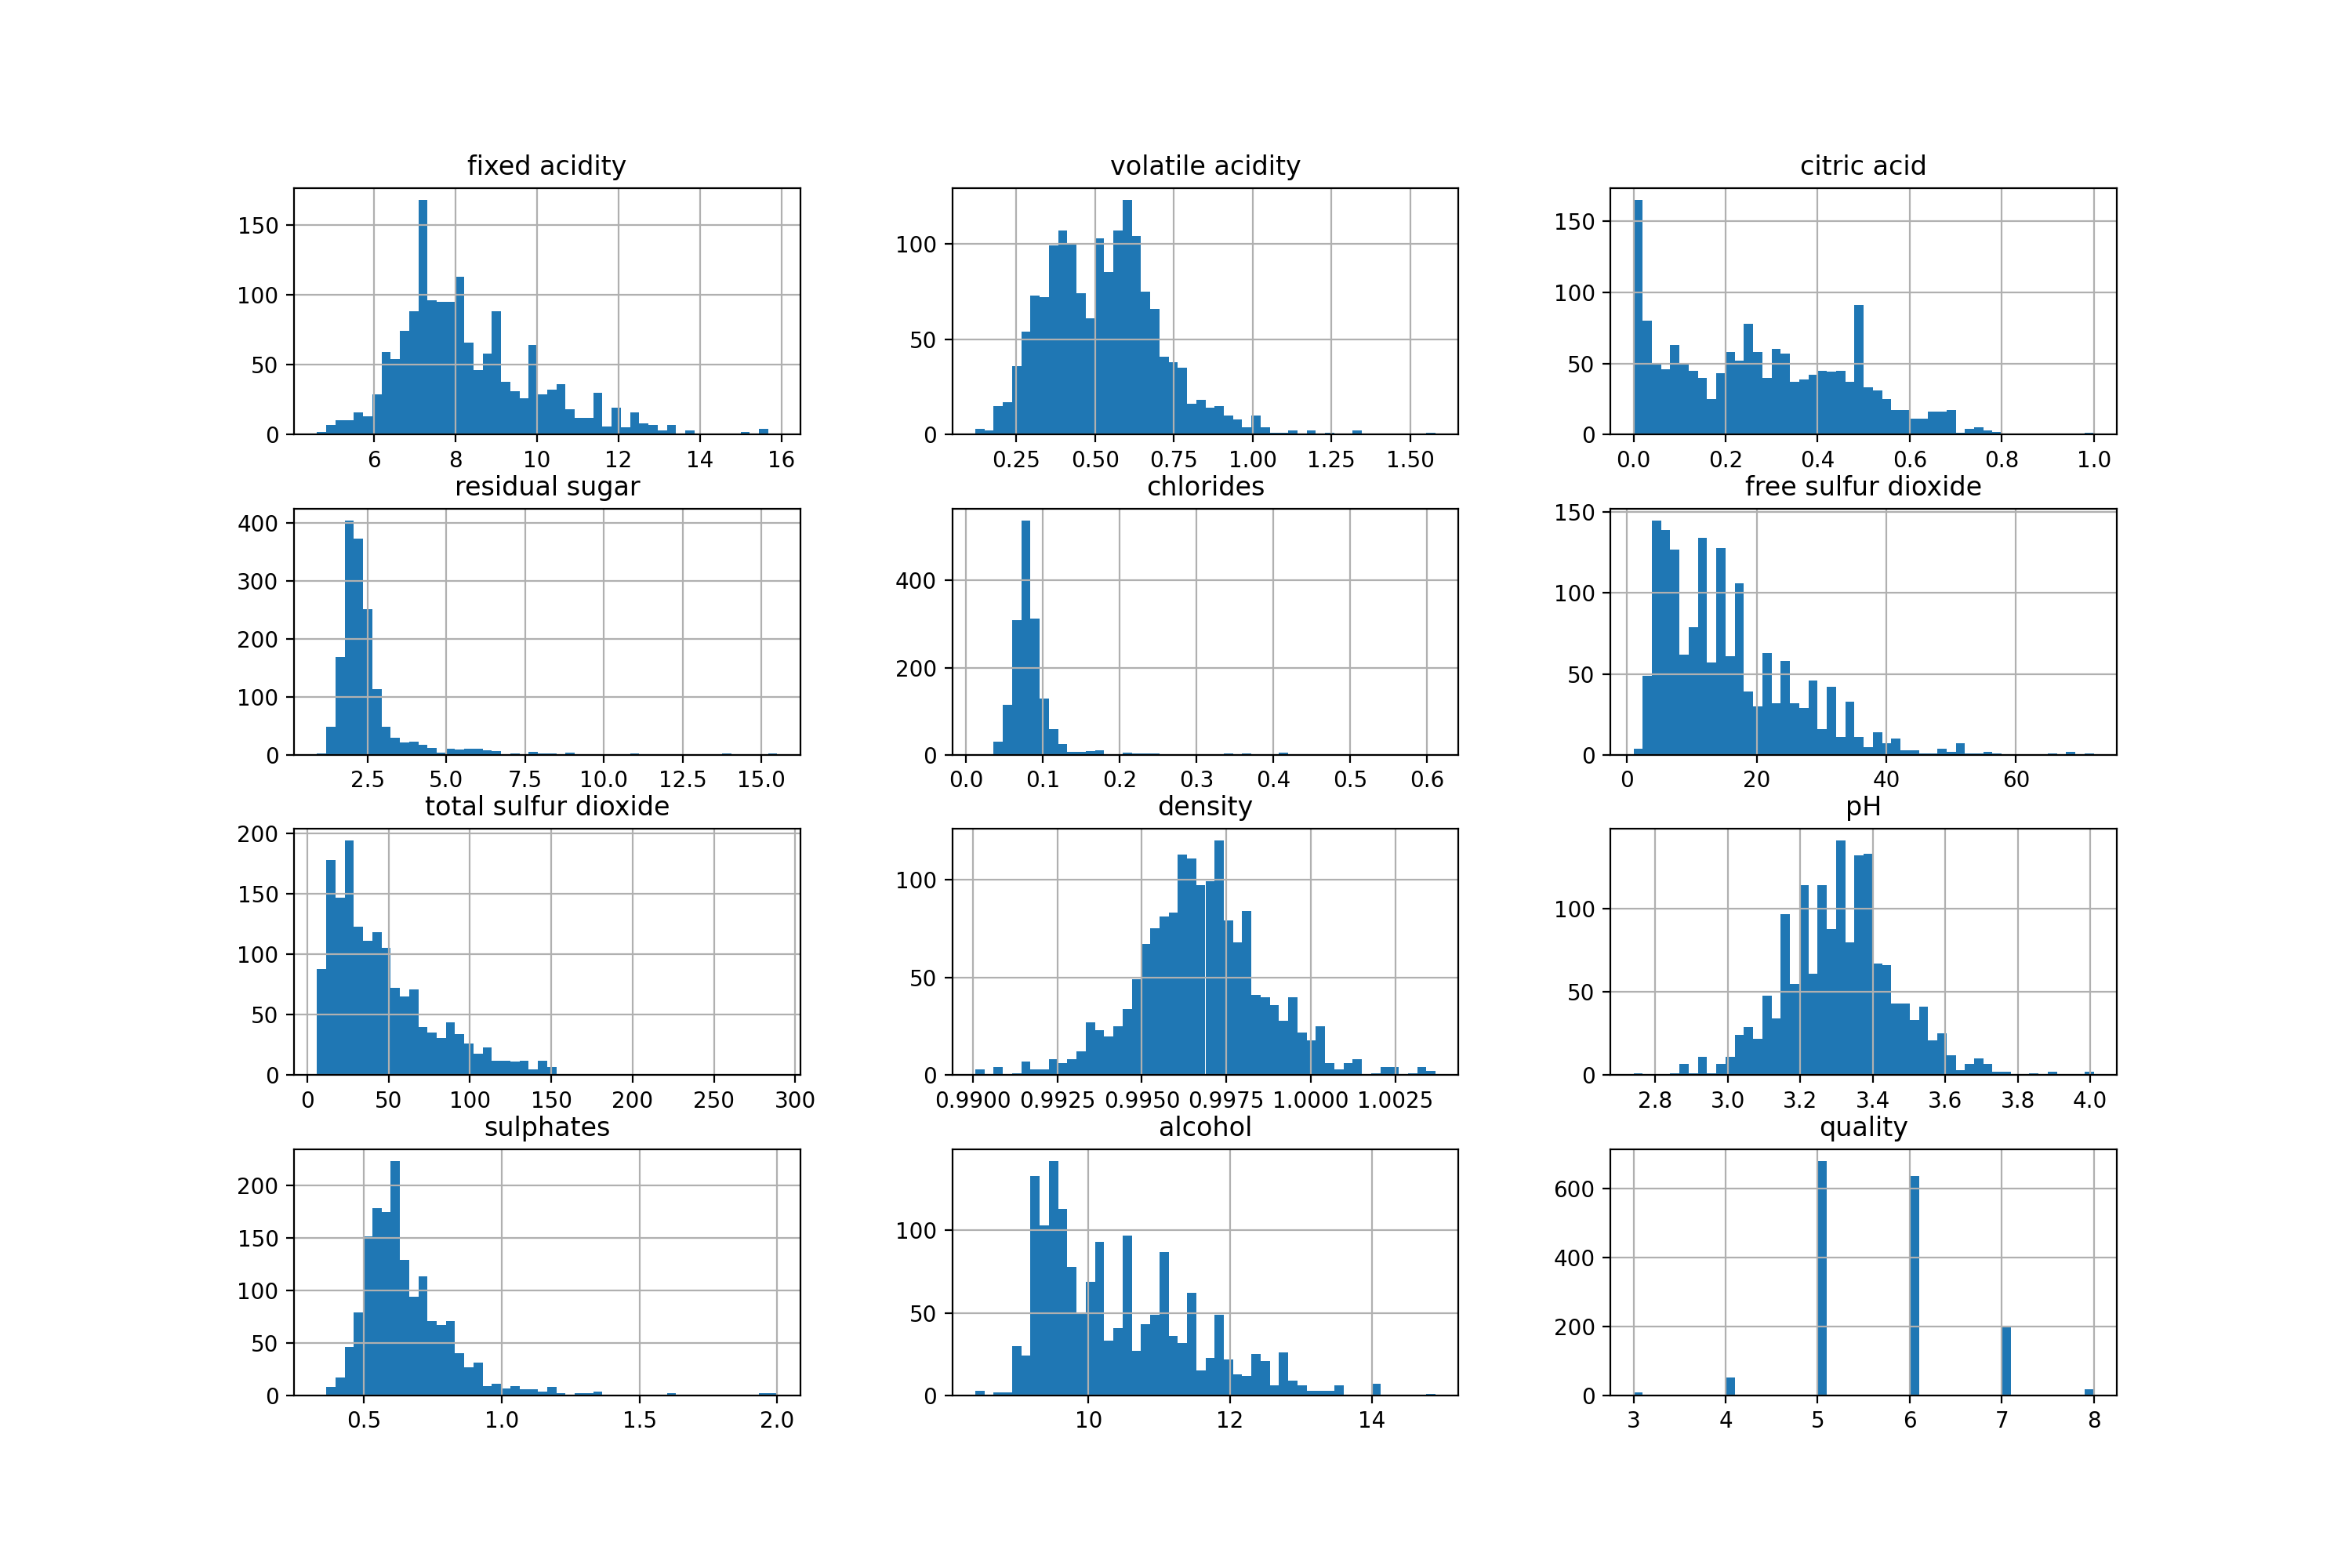 fixed acidity
150
100
50
0
6 8 10 12 14 16
volatile acidity
100
50
0
0.25 0.50 0.75 1.00 1.25 1.50
citric acid
150
100
50
0
0.0 0.2 0.4 0.6 0.8 1.0
residual sugar
400
300
200
100
0
2.5 5.0 7.5 10.0 12.5 15.0
chlorides
400
200
0
0.0 0.1 0.2 0.3 0.4 0.5 0.6
free sulfur dioxide
150
100
50
0
0 20 40 60
total sulfur dioxide
200
150
100
50
0
0 50 100 150 200 250 300
density
100
50
0
0.9900 0.9925 0.9950 0.9975 1.0000 1.0025
pH
100
50
0
2.8 3.0 3.2 3.4 3.6 3.8 4.0
sulphates
200
150
100
50
0
0.5 1.0 1.5 2.0
alcohol
100
50
0
10 12 14
quality
600
400
200
0
3 4 5 6 7 8